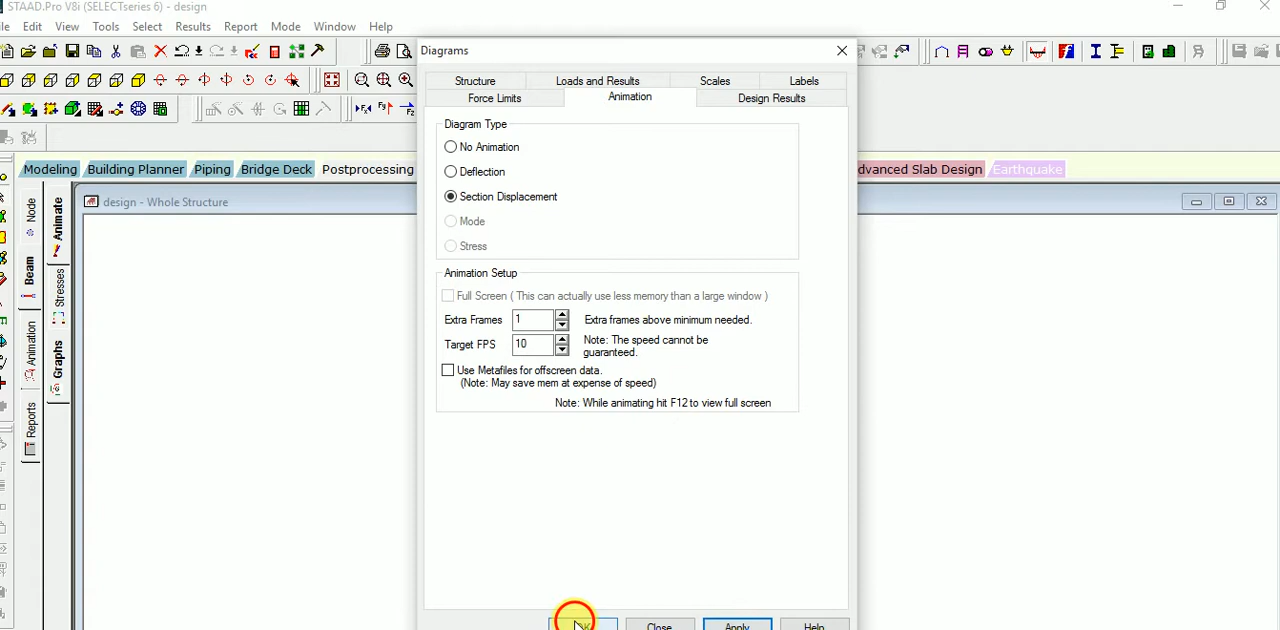 STAAD.Pro V8i (SELECTseries 6) - design
Edit View Tools Select Results Report Mode Window Help
Diagrams
Structure Loads and Results Scales Labels
Force Limits Animation Design Results
Diagram Type
No Animation
Deflection
Section Displacement
Mode
Stress
Animation Setup
Full Screen ( This can actually use less memory than a large window )
Extra Frames 1 Extra frames above minimum needed.
Target FPS 10 Note: The speed cannot be
guaranteed.
Use Metafiles for offscreen data.
(Note: May save mem at expense of speed)
Note: While animating hit F12 to view full screen
Close Apply Help
Modeling Building Planner Piping Bridge Deck Postprocessing
Slab Design Earthquake
design - Whole Structure
Node
Beam
Animation
Reports
Animate
Stresses
Graphs